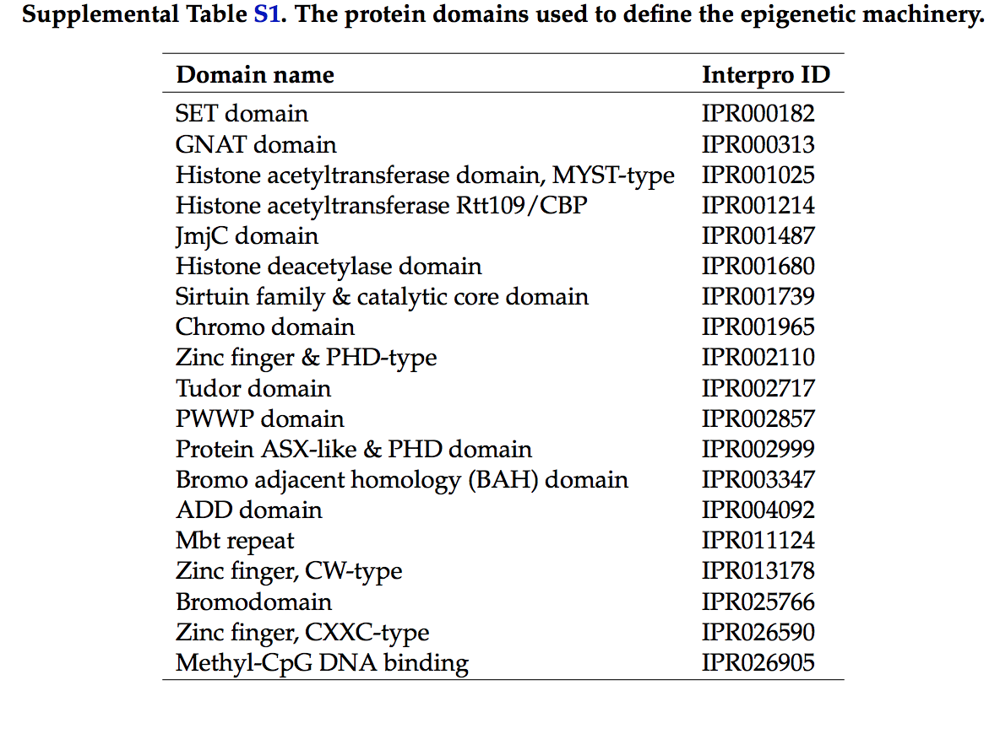 Supplemental Table S1. The protein domains used to define the epigenetic machinery.
Domain name Interpro ID
SET domain IPR000182
GNAT domain IPR000313
Histone acetyltransferase domain, MYST-type IPR001025
Histone acetyltransferase Rtt109/CBP IPR001214
JmjC domain IPR001487
Histone deacetylase domain IPR001680
Sirtuin family & catalytic core domain IPR001739
Chromo domain IPR001965
Zinc finger & PHD-type IPR002110
Tudor domain IPR002717
PWWP domain IPR002857
Protein ASX-like & PHD domain IPR002999
Bromo adjacent homology (BAH) domain IPR003347
ADD domain IPR004092
Mbt repeat IPR011124
Zinc finger, CW-type IPR013178
Bromodomain IPR025766
Zinc finger, CXXC-type IPR026590
Methyl-CpG DNA binding IPR026905